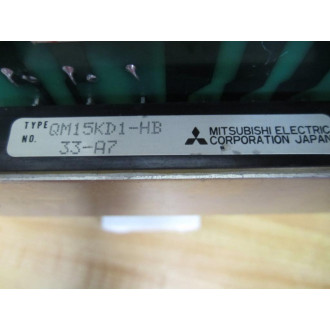 TYPE QM15KD1-HB
NO. 33-A7
MITSUBISHI ELECTRIC
CORPORATION JAPAN